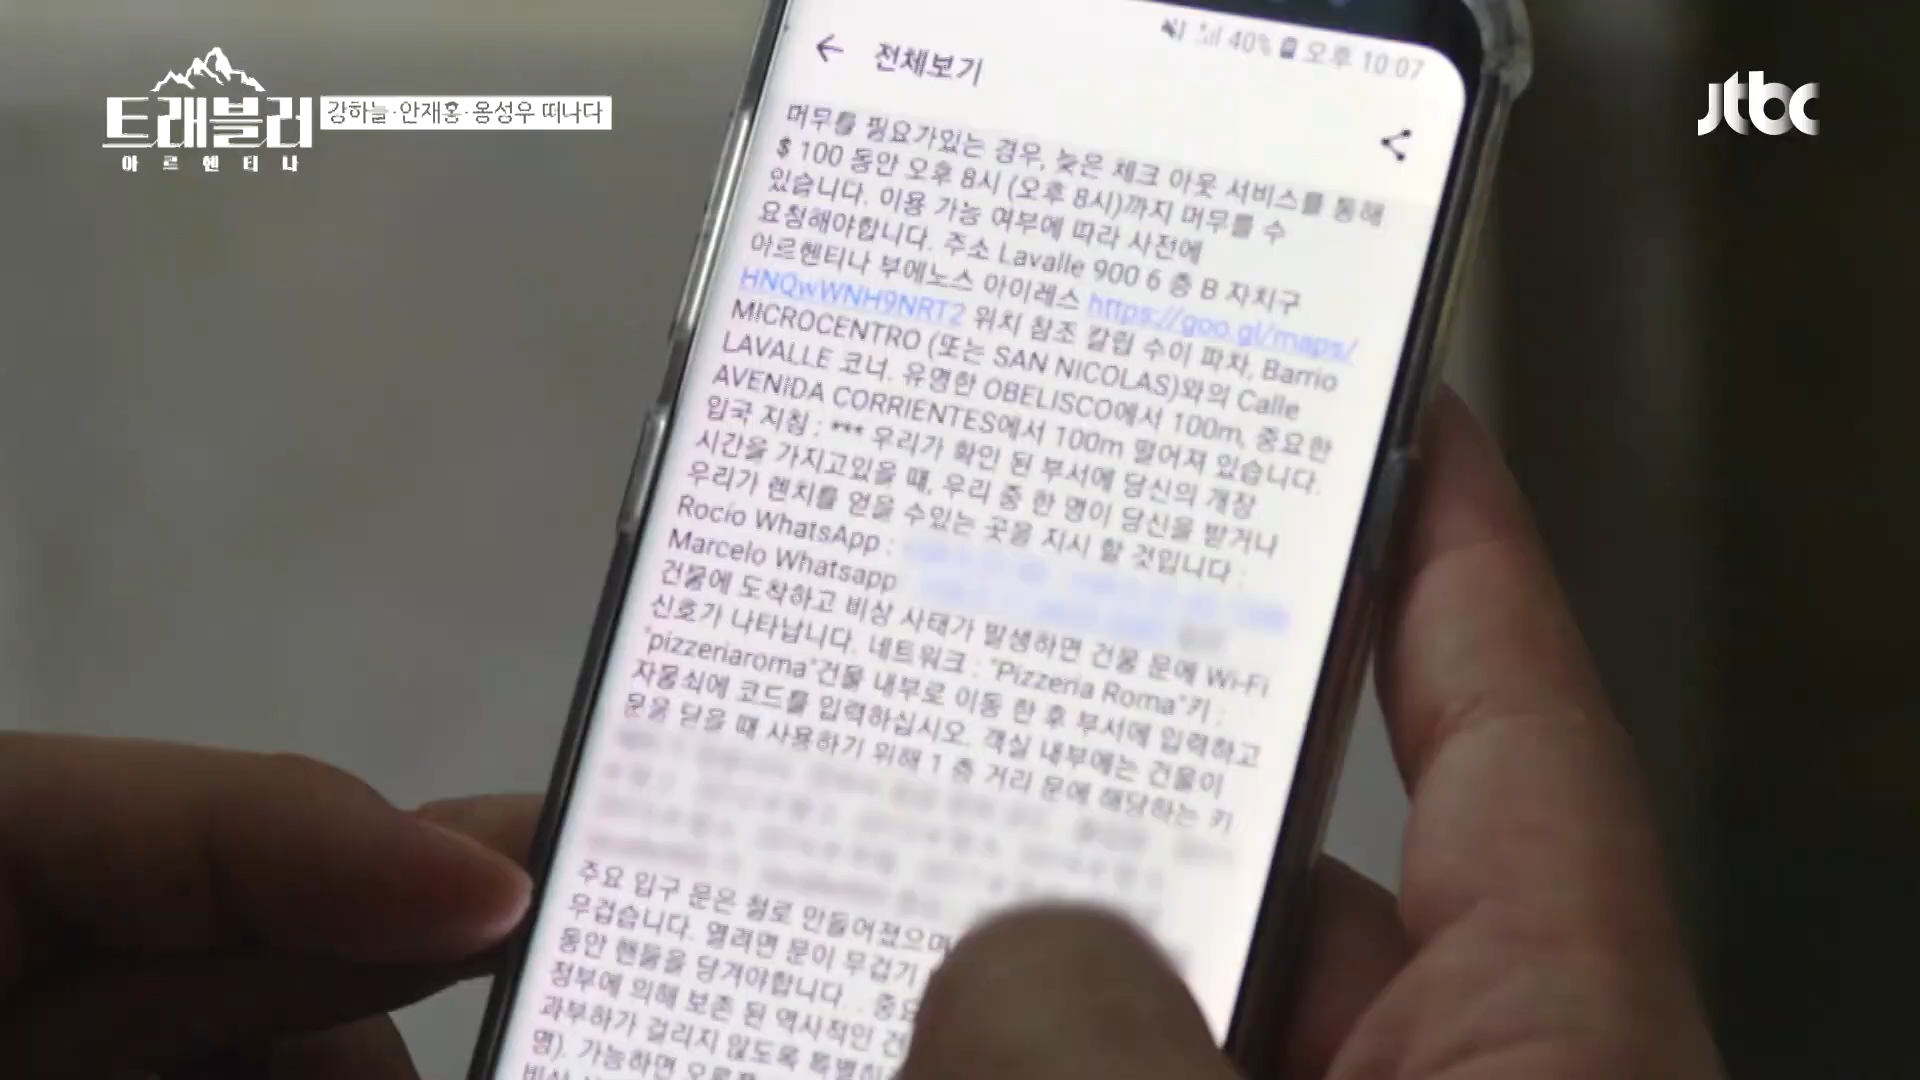 트래블러
아르헨티나
강하늘·안재홍·옹성우 떠나다
jtbc
40% 오후 10:07
전체보기
머무를 필요가있는 경우, 늦은 체크 아웃 서비스를 통해
$ 100 동안 오후 8시 (오후 8시)까지 머무를 수
있습니다. 이용 가능 여부에 따라 사전에
요청해야합니다. 주소 Lavalle 900 6 층 B 자치구
아르헨티나 부에노스 아이레스 https://goo.gl/maps/
HNQwWNH9NRT2 위치 참조 칼립 수이 파차, Barrio
MICROCENTRO (또는 SAN NICOLAS)와의 Calle
LAVALLE 코너. 유명한 OBELISCO에서 100m, 중요한
AVENIDA CORRIENTES에서 100m 떨어져 있습니다.
입국 지침 : *** 우리가 확인 된 부서에 당신의 개장
시간을 가지고있을 때, 우리 중 한 명이 당신을 받거나
우리가 렌치를 얻을 수있는 곳을 지시 할 것입니다 :
Rocío WhatsApp :
Marcelo Whatsapp
건물에 도착하고 비상 사태가 발생하면 건물 문에 Wi-Fi
신호가 나타납니다. 네트워크 : "Pizzeria Roma"키 :
"pizzeriaroma"건물 내부로 이동 한 후 부서에 입력하고
자물쇠에 코드를 입력하십시오. 객실 내부에는 건물이
문을 닫을 때 사용하기 위해 1 층 거리 문에 해당하는 키
주요 입구 문은 철로 만들어졌으며
무겁습니다. 열려면 문이 무겁기
동안 핸들을 당겨야합니다. . 중요
정부에 의해 보존 된 역사적인 건
과부하가 걸리지 않도록 특별히
명). 가능하면